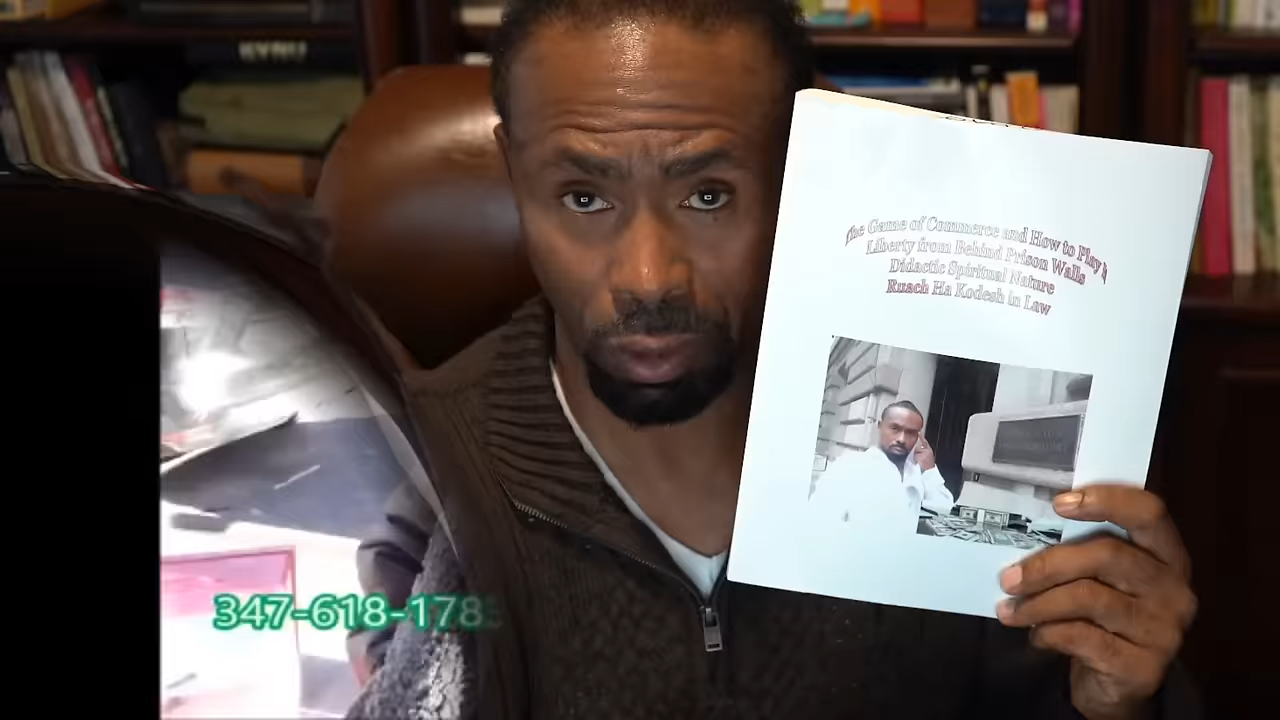 The Game of Commerce and How to Play
Liberty from Behind Prison Walls
Didactic Spiritual Nature
Ruach Ha Kodesh in Law
347-618-178